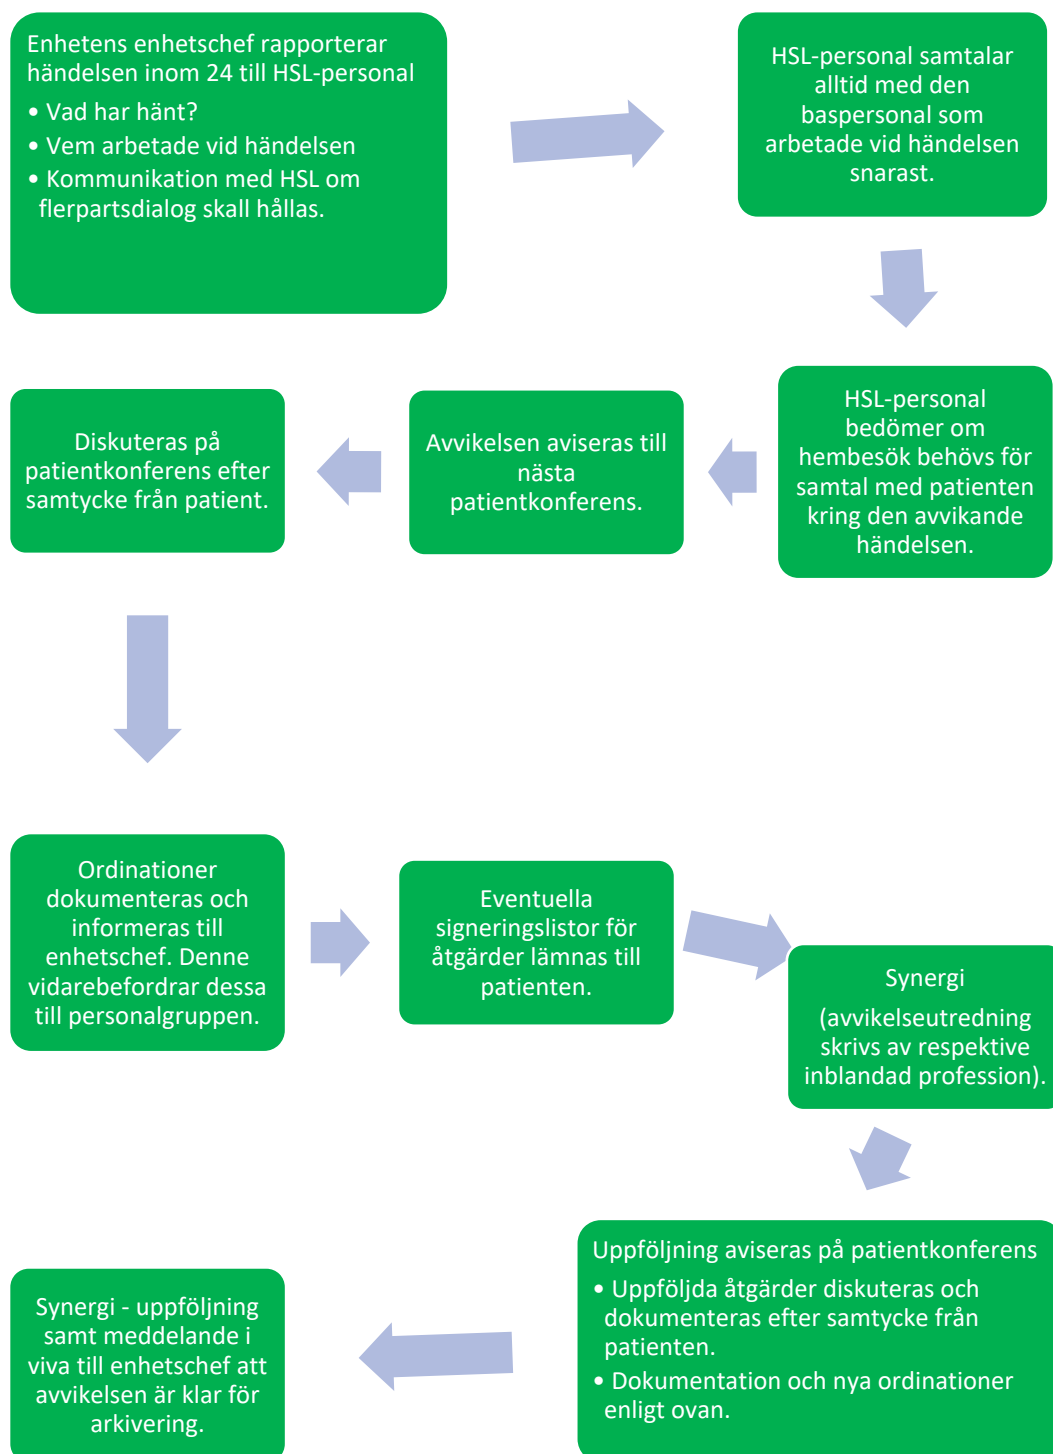 Enhetens enhetschef rapporterar
händelsen inom 24 till HSL-personal
• Vad har hänt?
• Vem arbetade vid händelsen
• Kommunikation med HSL om
flerpartsdialog skall hållas.
HSL-personal samtalar
alltid med den
baspersonal som
arbetade vid händelsen
snarast.
HSL-personal
bedömer om
hembesök behövs för
samtal med patienten
kring den avvikande
händelsen.
Avvikelsen aviseras till
nästa
patientkonferens.
Diskuteras på
patientkonferens efter
samtycke från patient.
Ordinationer
dokumenteras och
informeras till
enhetschef. Denne
vidarebefordrar dessa
till personalgruppen.
Eventuella
signeringslistor för
åtgärder lämnas till
patienten.
Synergi
(avvikelseutredning
skrivs av respektive
inblandad profession).
Uppföljning aviseras på patientkonferens
• Uppföljda åtgärder diskuteras och
dokumenteras efter samtycke från
patienten.
• Dokumentation och nya ordinationer
enligt ovan.
Synergi - uppföljning
samt meddelande i
viva till enhetschef att
avvikelsen är klar för
arkivering.